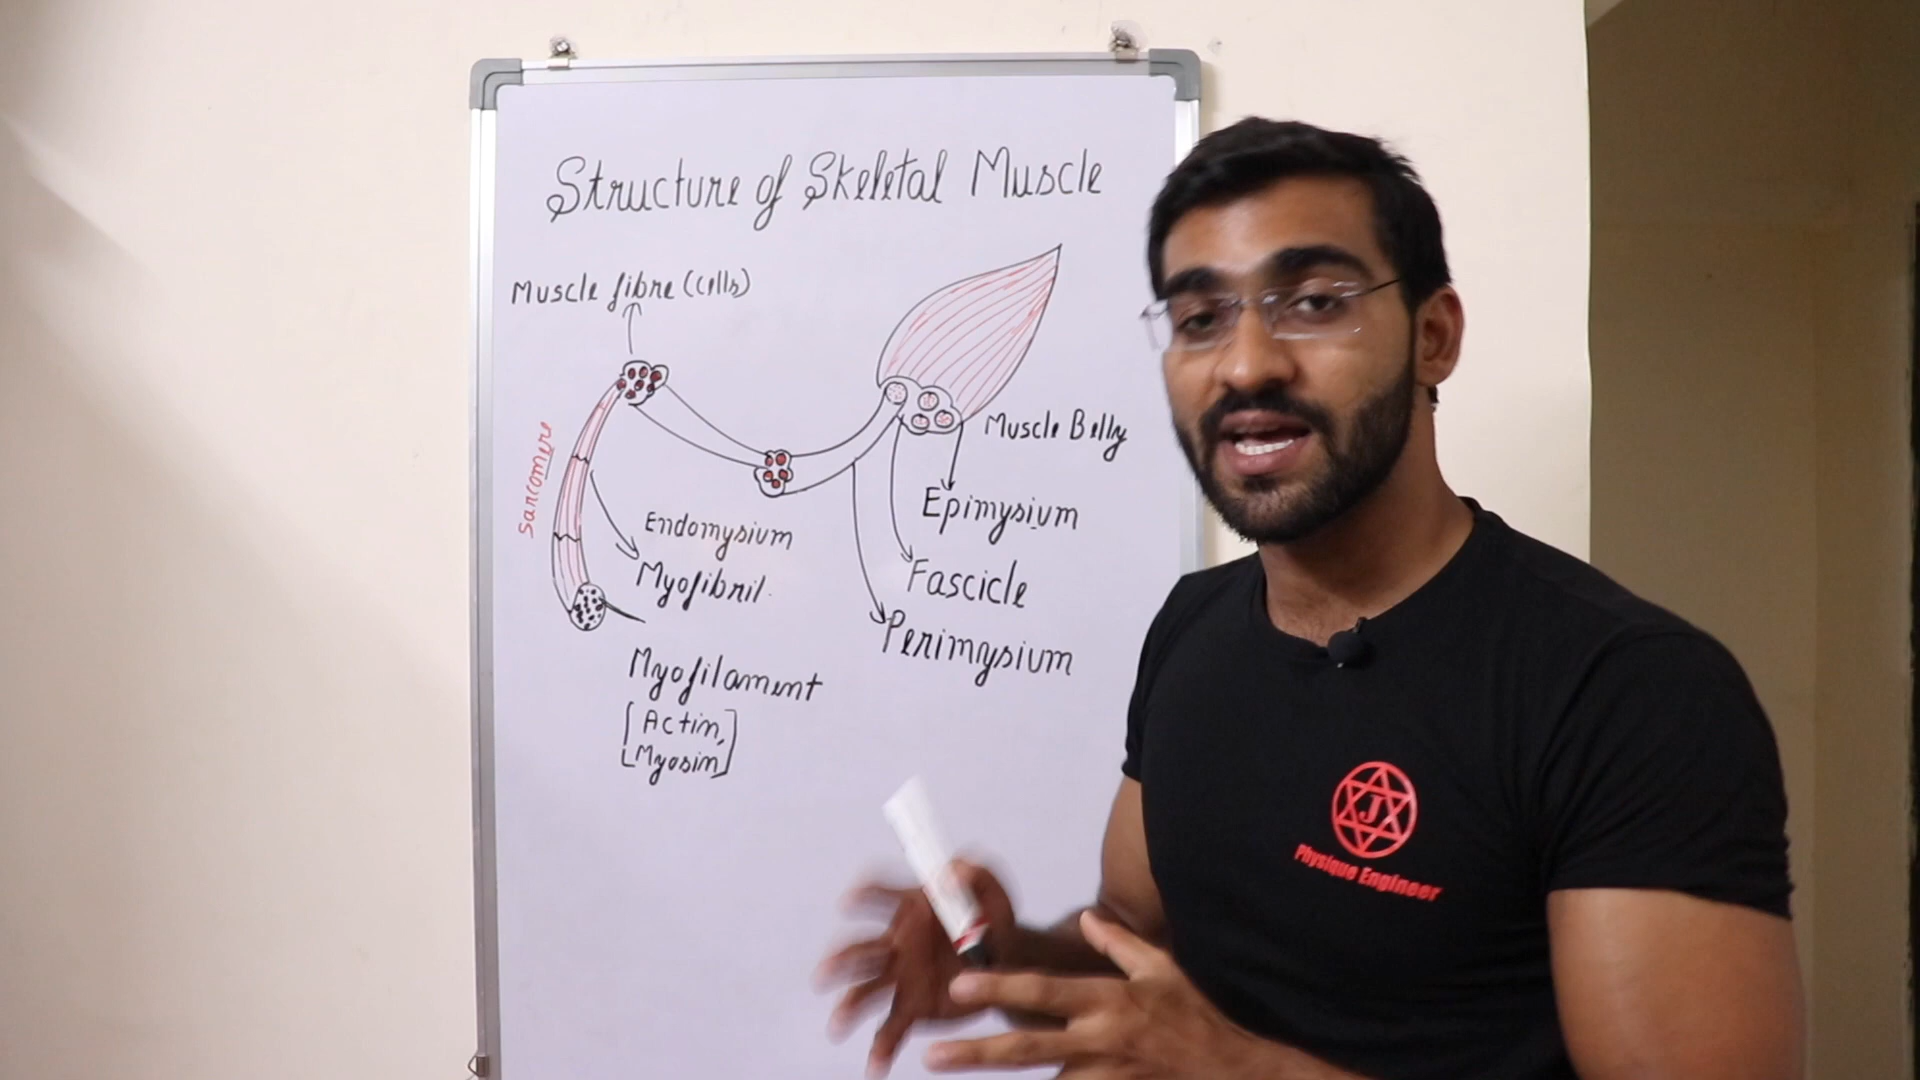 Structure of Skeletal Muscle
Muscle fibre (cells)
sarcomere
Muscle Belly
Epimysium
Endomysium
Fascicle
Myofibril
Perimysium
Myofilament
[Actin,
Myosin]
J
Physique Engineer